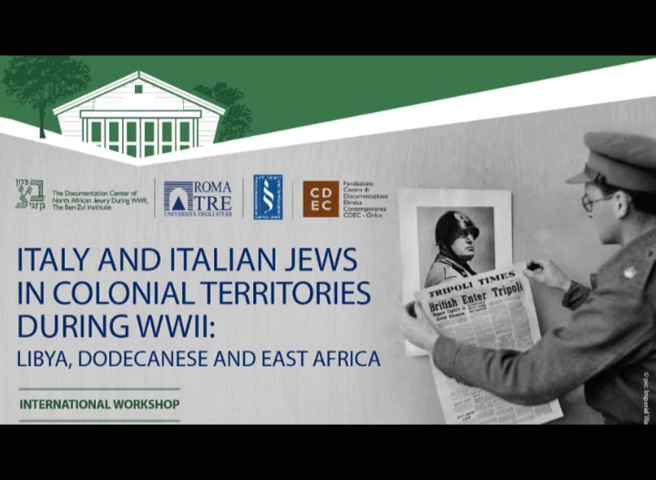 The Documentation Center of
North African Jewry During WWII,
The Ben-Zvi Institute
ROMA
TRE
UNIVERSITÀ DEGLI STUDI
CD
EC
Fondazione
Centro di
Documentazione
Ebraica
Contemporanea
CDEC - Onlus
ITALY AND ITALIAN JEWS
IN COLONIAL TERRITORIES
DURING WWII:
LIBYA, DODECANESE AND EAST AFRICA
INTERNATIONAL WORKSHOP
TRIPOLI TIMES
British Enter Tripoli